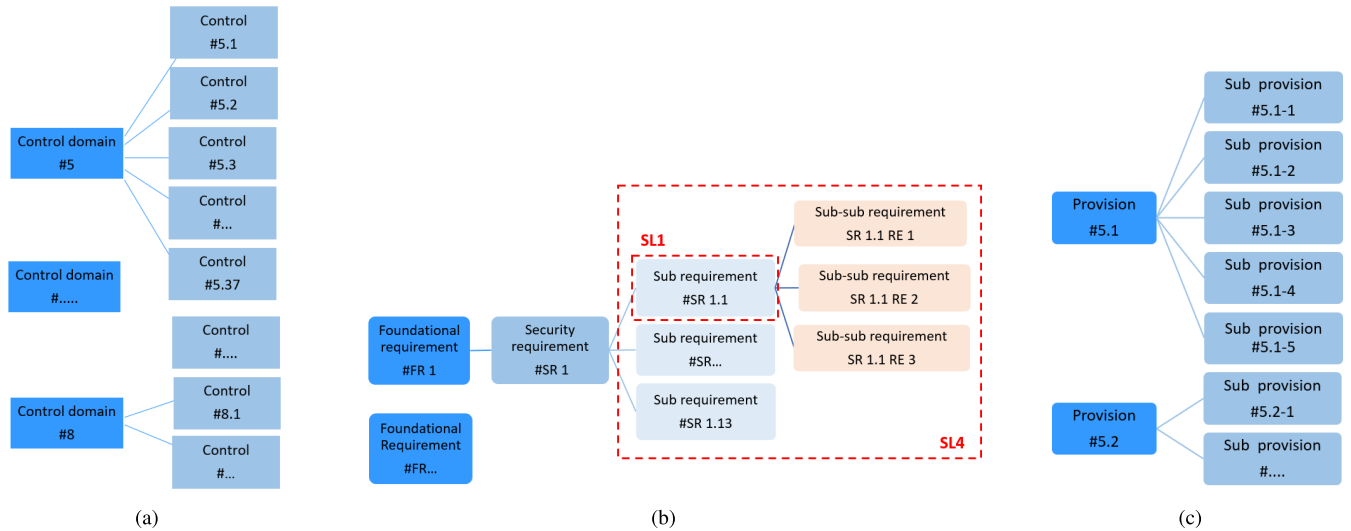 Control
#5.1
Control
#5.2
Control domain
#5
Control
#5.3
Control
#...
Control
#5.37
Control domain
#.....
Control
#....
Control domain
#8
Control
#8.1
Control
#...
(a)
Foundational
requirement
#FR 1
Security
requirement
#SR 1
SL1
Sub requirement
#SR 1.1
Sub requirement
#SR...
Sub requirement
#SR 1.13
Sub-sub requirement
SR 1.1 RE 1
Sub-sub requirement
SR 1.1 RE 2
Sub-sub requirement
SR 1.1 RE 3
SL4
Foundational
Requirement
#FR...
(b)
Provision
#5.1
Sub provision
#5.1-1
Sub provision
#5.1-2
Sub provision
#5.1-3
Sub provision
#5.1-4
Sub provision
#5.1-5
Provision
#5.2
Sub provision
#5.2-1
Sub provision
#....
(c)